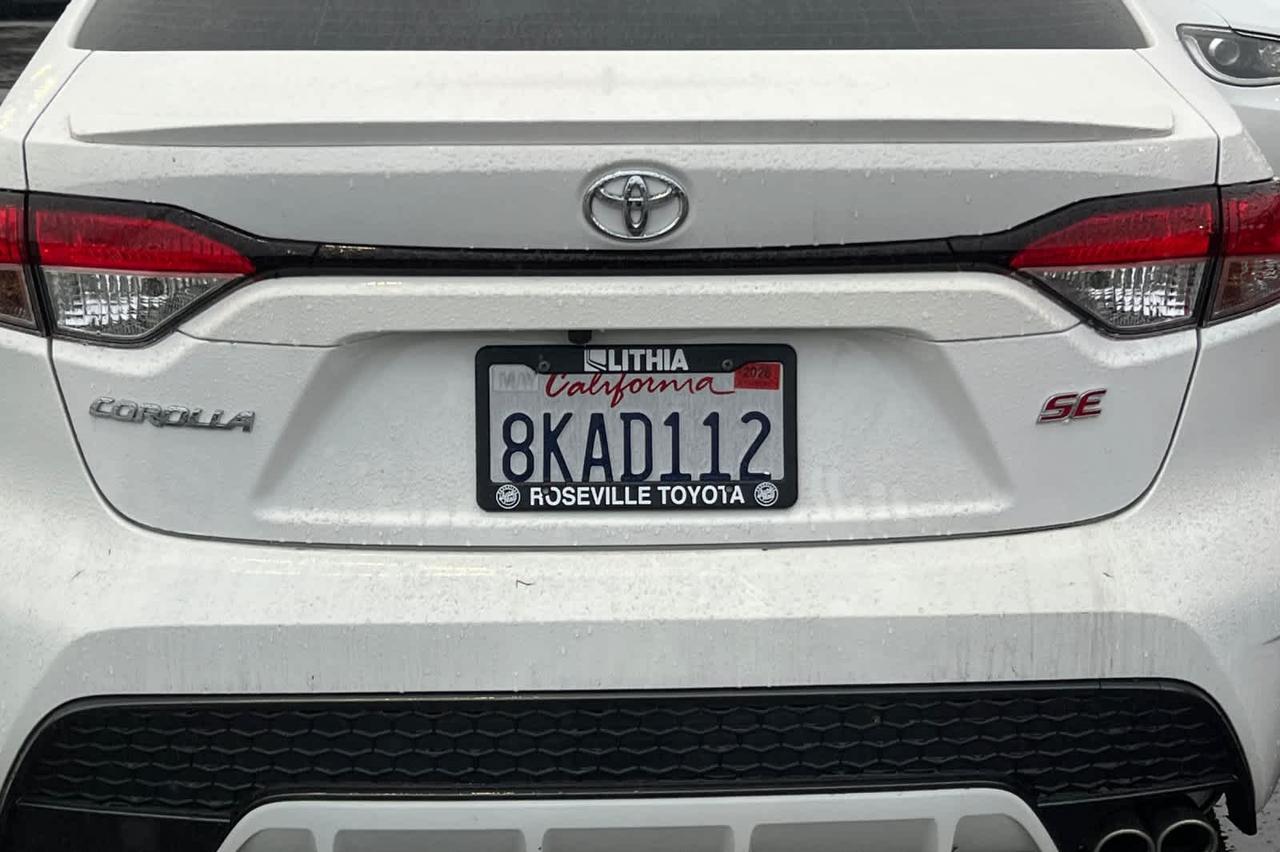 LITHIA
MAY California 2026
COROLLA
SE
8KAD112
ROSEVILLE TOYOTA